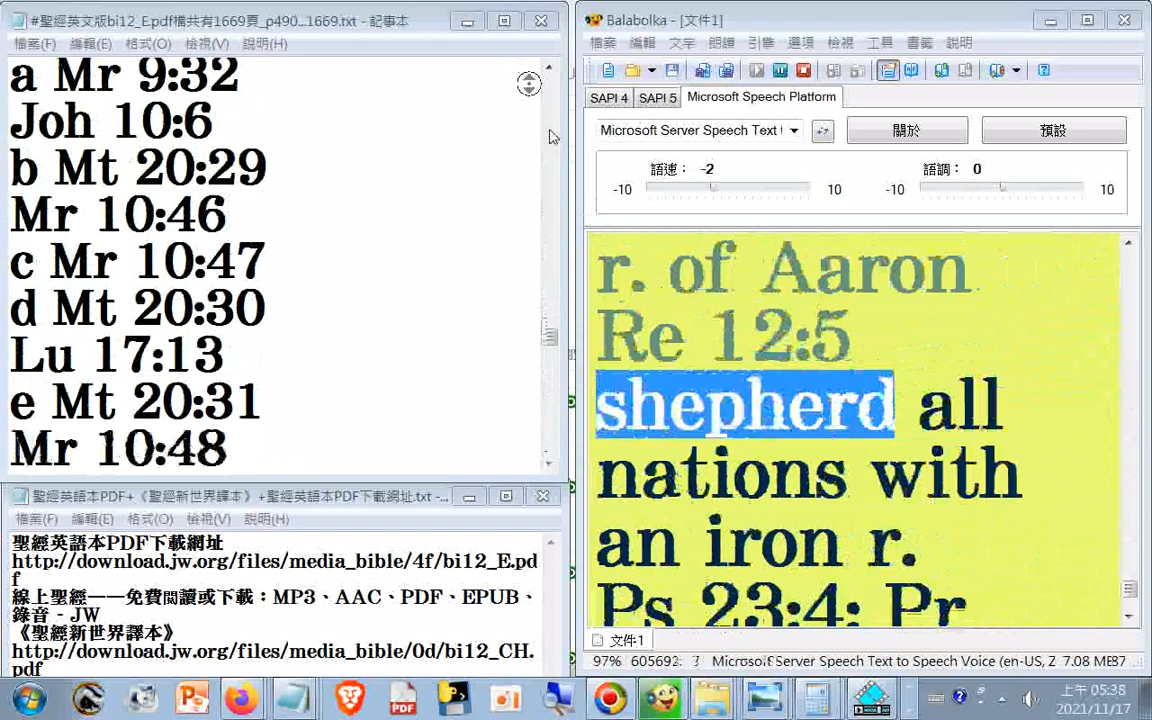 #聖經英文版bi12_E.pdf檔共有1669頁_p490...1669.txt - 記事本
檔案(F) 編輯(E) 格式(O) 檢視(V) 說明(H)
a Mr 9:32
Joh 10:6
b Mt 20:29
Mr 10:46
c Mr 10:47
d Mt 20:30
Lu 17:13
e Mt 20:31
Mr 10:48
聖經英語本PDF+《聖經新世界譯本》+聖經英語本PDF下載網址.txt -...
檔案(F) 編輯(E) 格式(O) 檢視(V) 說明(H)
聖經英語本PDF下載網址
http://download.jw.org/files/media_bible/4f/bi12_E.pd
f
線上聖經——免費閱讀或下載：MP3、AAC、PDF、EPUB、
錄音 - JW
《聖經新世界譯本》
http://download.jw.org/files/media_bible/0d/bi12_CH.
pdf
Balabolka - [文件1]
檔案 編輯 文字 朗讀 引擎 選項 檢視 工具 書籤 說明
SAPI 4 SAPI 5 Microsoft Speech Platform
Microsoft Server Speech Text t
關於 預設
語速： -2 語調： 0
-10 10 -10 10
r. of Aaron
Re 12:5
shepherd all
nations with
an iron r.
Ps 23:4; Pr
文件1
97% 605692: Microsoft Server Speech Text to Speech Voice (en-US, Z 7.08 MB
上午 05:38
2021/11/17